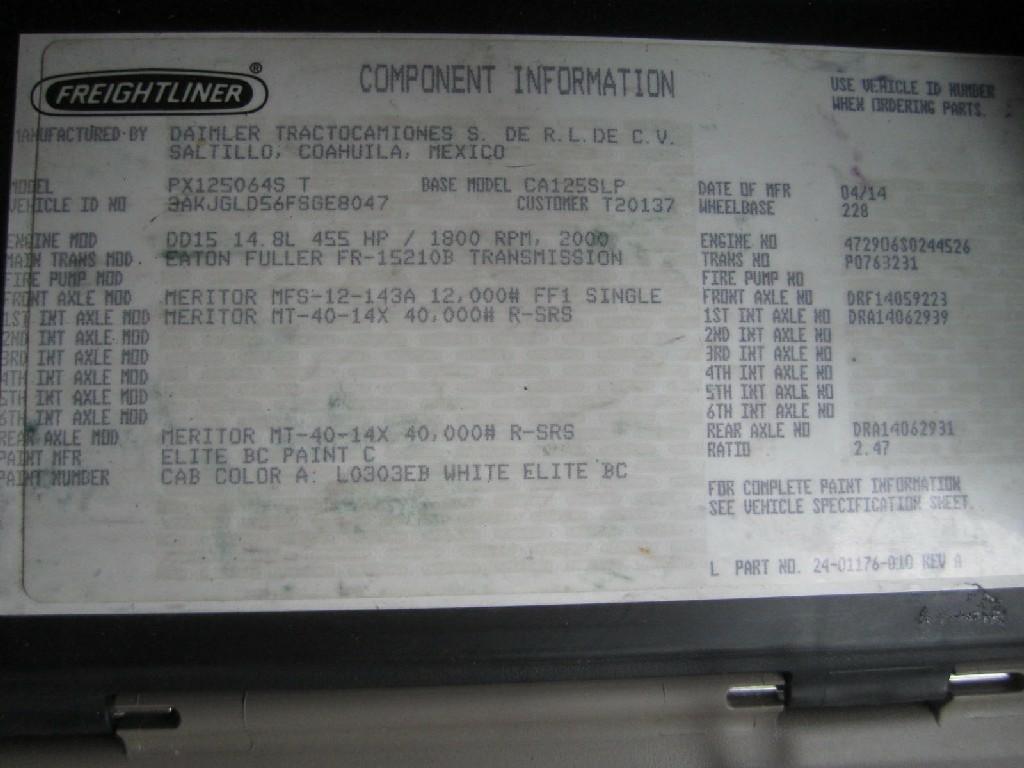 FREIGHTLINER ®
COMPONENT INFORMATION
USE VEHICLE ID NUMBER
WHEN ORDERING PARTS.
MANUFACTURED BY DAIMLER TRACTOCAMIONES S. DE R.L. DE C.V.
SALTILLO, COAHUILA, MEXICO
MODEL PX125064S T BASE MODEL CA125SLP DATE OF MFR 04/14
VEHICLE ID NO 3AKJGLD56FSGE8047 CUSTOMER T20137 WHEELBASE 228
ENGINE MOD DD15 14.8L 455 HP / 1800 RPM, 2000 ENGINE NO 472906S0244526
MAIN TRANS MOD. EATON FULLER FR-15210B TRANSMISSION TRANS NO P0763231
FIRE PUMP MOD FIRE PUMP NO
FRONT AXLE MOD MERITOR MFS-12-143A 12,000# FF1 SINGLE FRONT AXLE NO DRF14059223
1ST INT AXLE MOD MERITOR MT-40-14X 40,000# R-SRS 1ST INT AXLE NO DRA14062939
2ND INT AXLE MOD 2ND INT AXLE NO
3RD INT AXLE MOD 3RD INT AXLE NO
4TH INT AXLE MOD 4TH INT AXLE NO
5TH INT AXLE MOD 5TH INT AXLE NO
6TH INT AXLE MOD 6TH INT AXLE NO
REAR AXLE MOD MERITOR MT-40-14X 40,000# R-SRS REAR AXLE NO DRA14062931
PAINT MFR ELITE BC PAINT C RATIO 2.47
PAINT NUMBER CAB COLOR A: L0303EB WHITE ELITE BC
FOR COMPLETE PAINT INFORMATION
SEE VEHICLE SPECIFICATION SHEET.
L PART NO. 24-01176-010 REV A